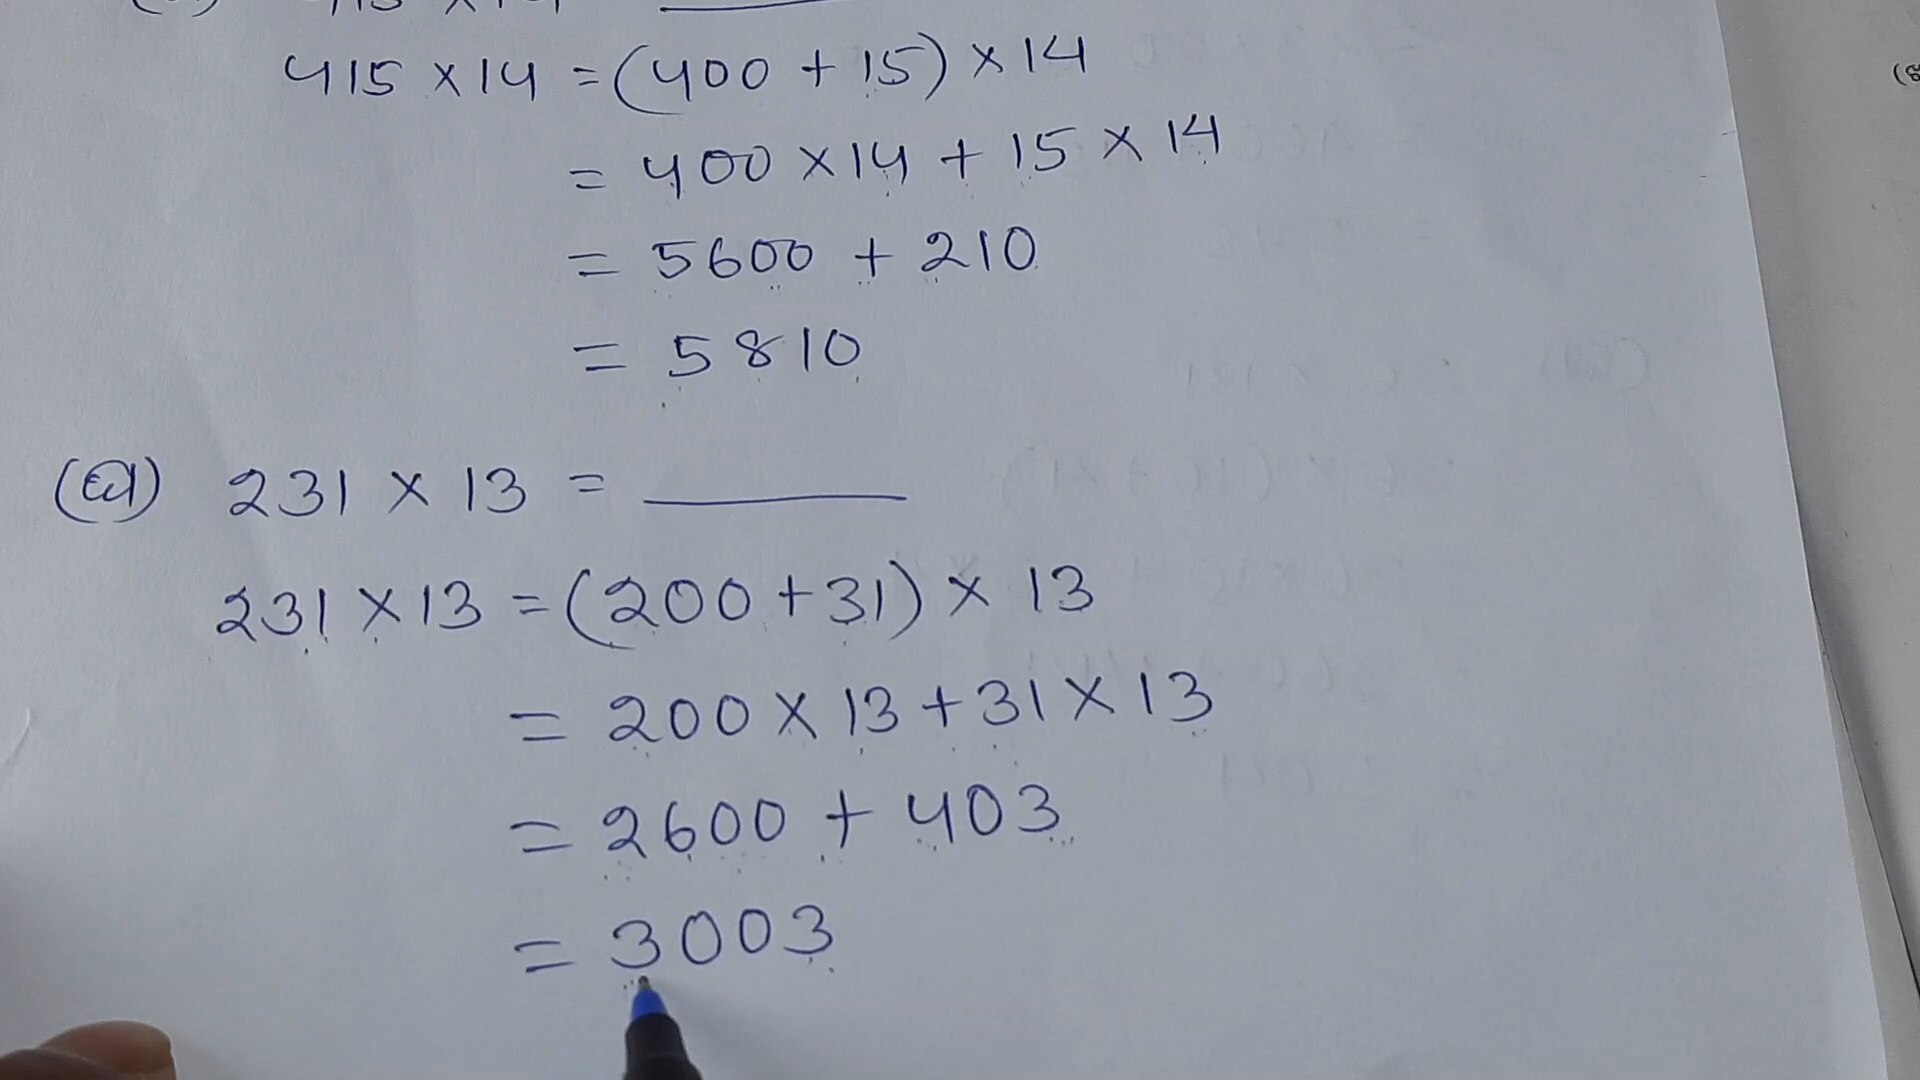 415 × 14 = (400 + 15) × 14
= 400 × 14 + 15 × 14
= 5600 + 210
= 5810
(ଘ) 231 × 13 =
231 × 13 = (200 + 31) × 13
= 200 × 13 + 31 × 13
= 2600 + 403
= 3003